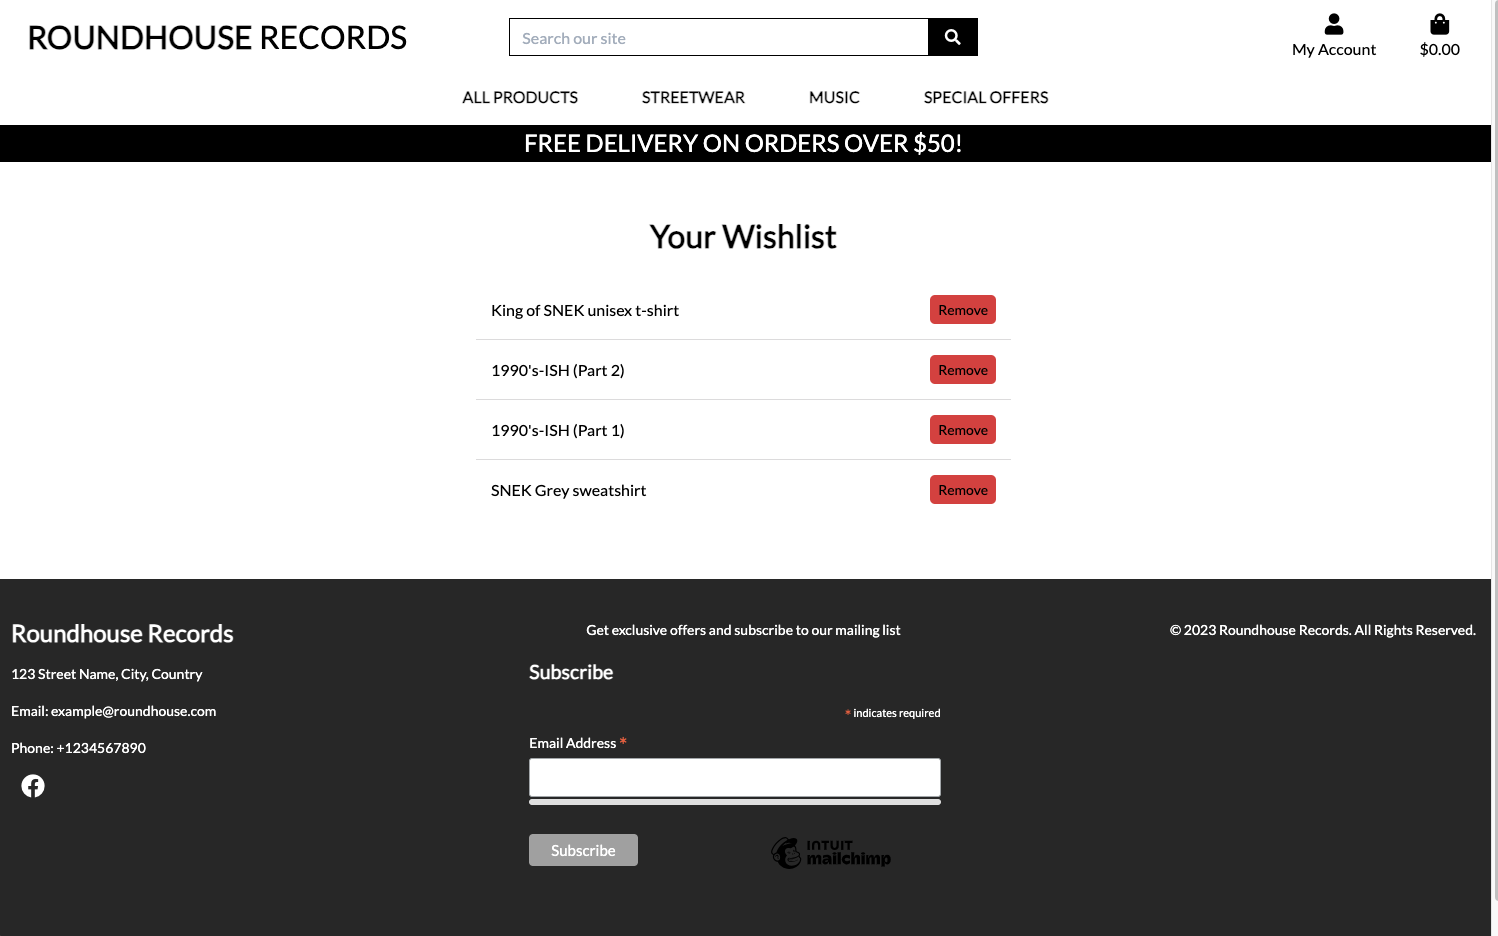 ROUNDHOUSE RECORDS
Search our site
My Account
$0.00
ALL PRODUCTS
STREETWEAR
MUSIC
SPECIAL OFFERS
FREE DELIVERY ON ORDERS OVER $50!
Your Wishlist
King of SNEK unisex t-shirt
Remove
1990's-ISH (Part 2)
Remove
1990's-ISH (Part 1)
Remove
SNEK Grey sweatshirt
Remove
Roundhouse Records
123 Street Name, City, Country
Email: example@roundhouse.com
Phone: +1234567890
Get exclusive offers and subscribe to our mailing list
Subscribe
* indicates required
Email Address *
Subscribe
INTUIT
mailchimp
© 2023 Roundhouse Records. All Rights Reserved.